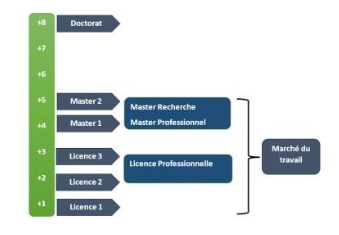 +8 Doctorat
+7
+6
+5 Master 2
Master Recherche
+4 Master 1
Master Professionnel
Marché du
travail
+3 Licence 3
Licence Professionnelle
+2 Licence 2
+1 Licence 1